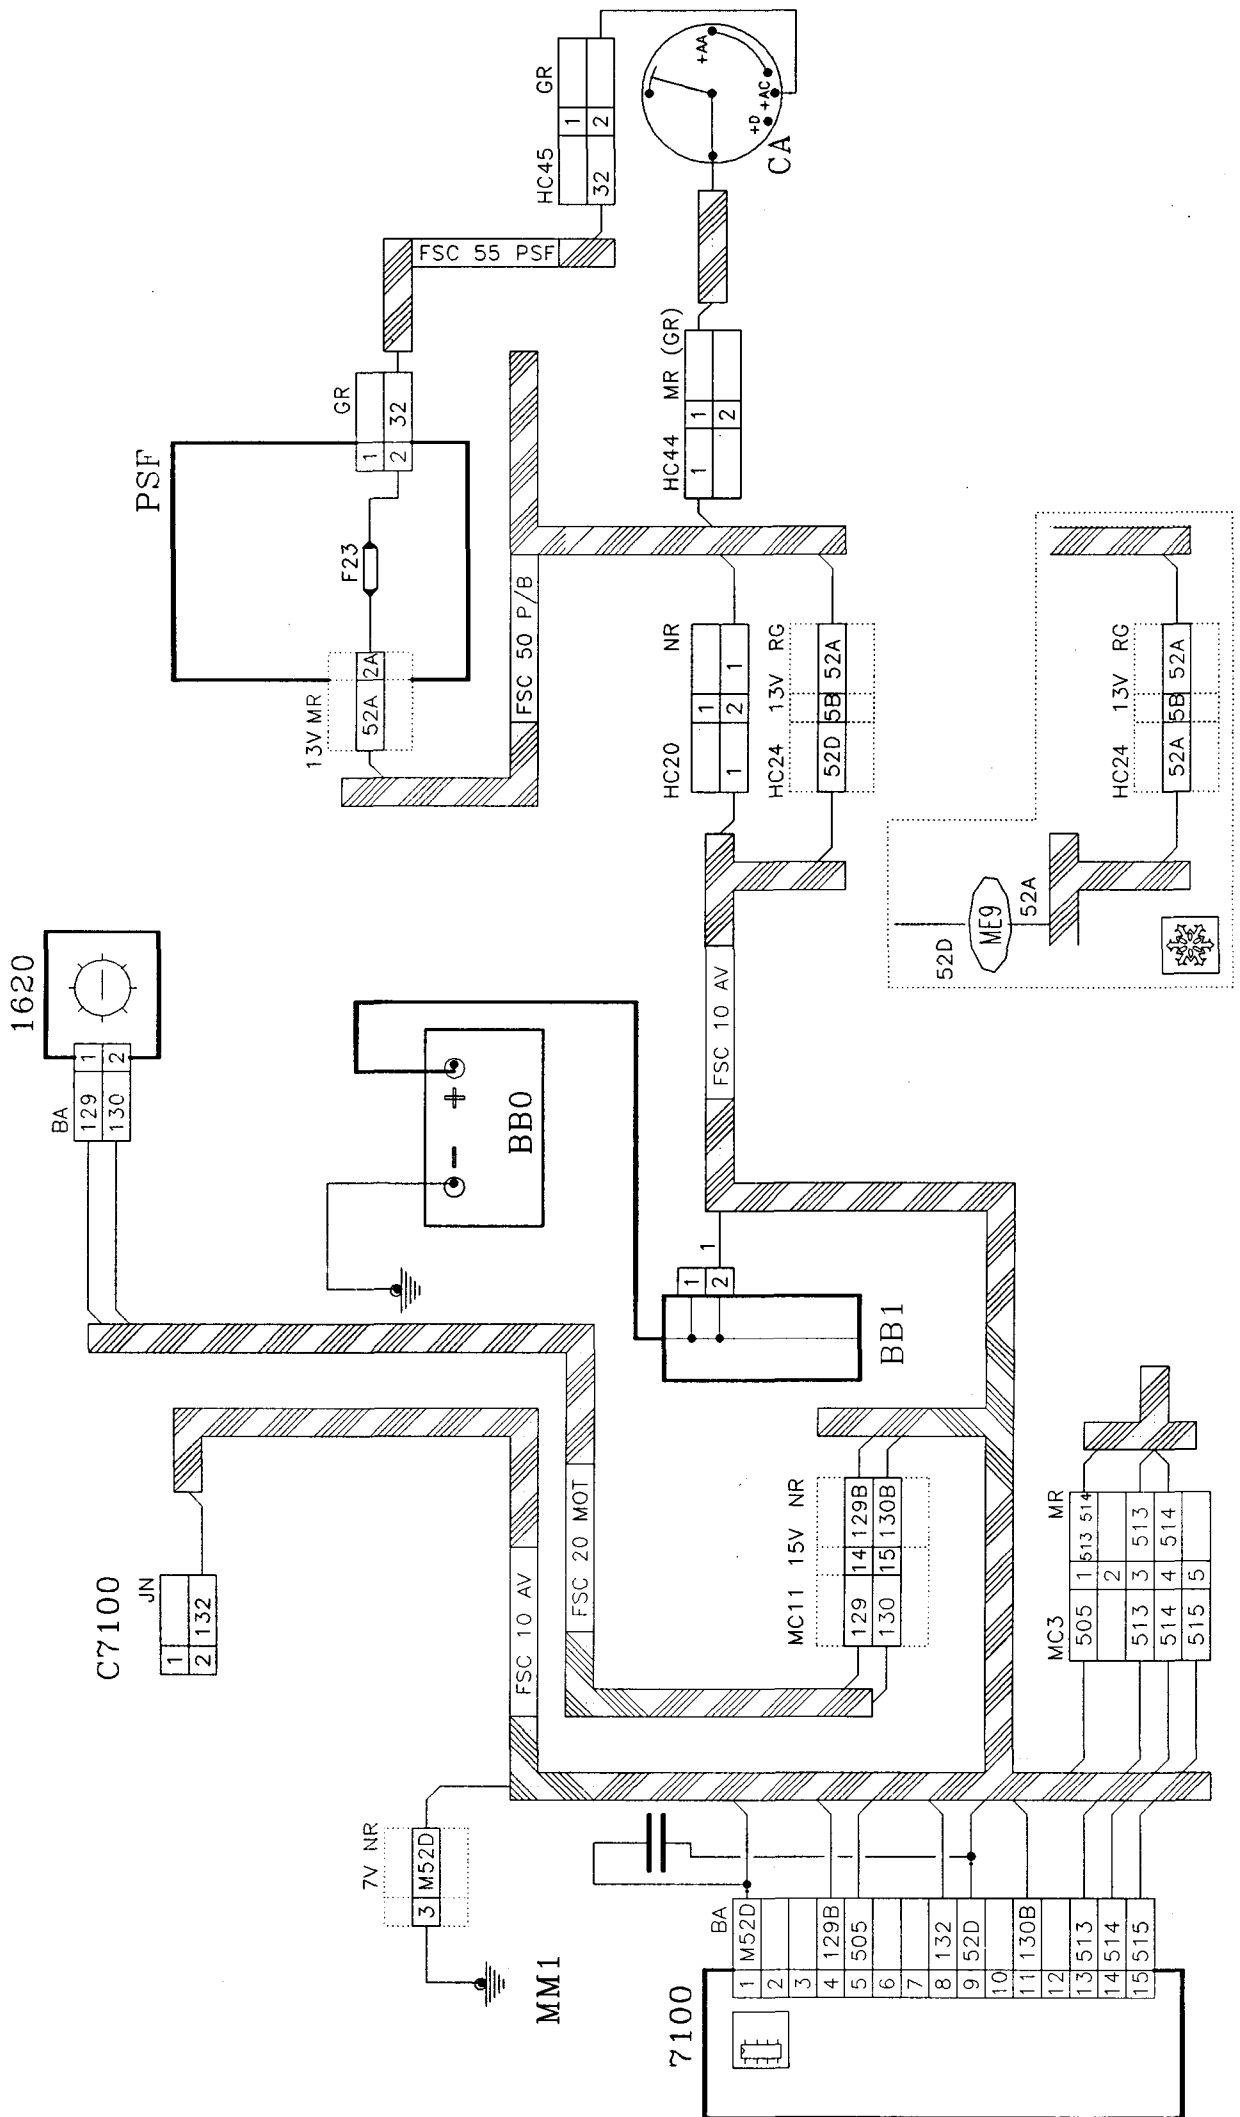 1620
BA
129 1
130 2
C7100
JN
1
2 132
7V NR
3 M52D
MM1
FSC 10 AV
FSC 20 MOT
BB0
+
-
PSF
13V MR
52A 2A
F23
GR
1
2 32
FSC 55 PSF
HC45 GR
1
32 2
+AA
+AC
+D
CA
FSC 50 P/B
HC44 MR (GR)
1 1
2
HC20 NR
1
1 2 1
HC24 13V RG
52D 5B 52A
FSC 10 AV
1
1
2
BB1
MC11 15V NR
129 14 129B
130 15 130B
52D
ME9
52A
HC24 13V RG
52A 5B 52A
MC3 MR
505 1 513 514
2
513 3 513
514 4 514
515 5
7100
BA
1 M52D
2
3
4 129B
5 505
6
7
8 132
9 52D
10
11 130B
12
13 513
14 514
15 515